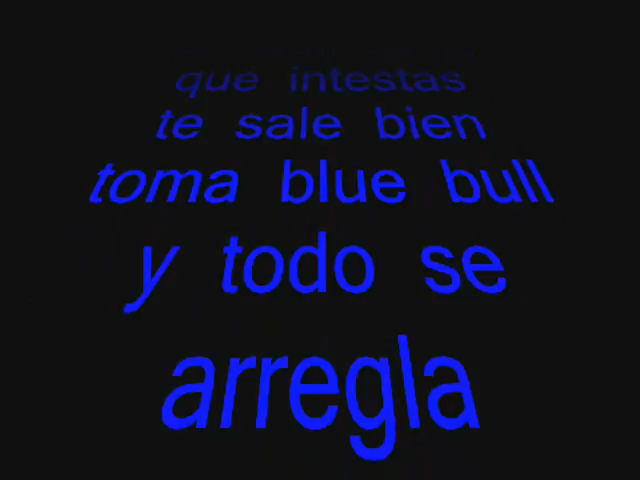 que intestas
te sale bien
toma blue bull
y todo se
arregla